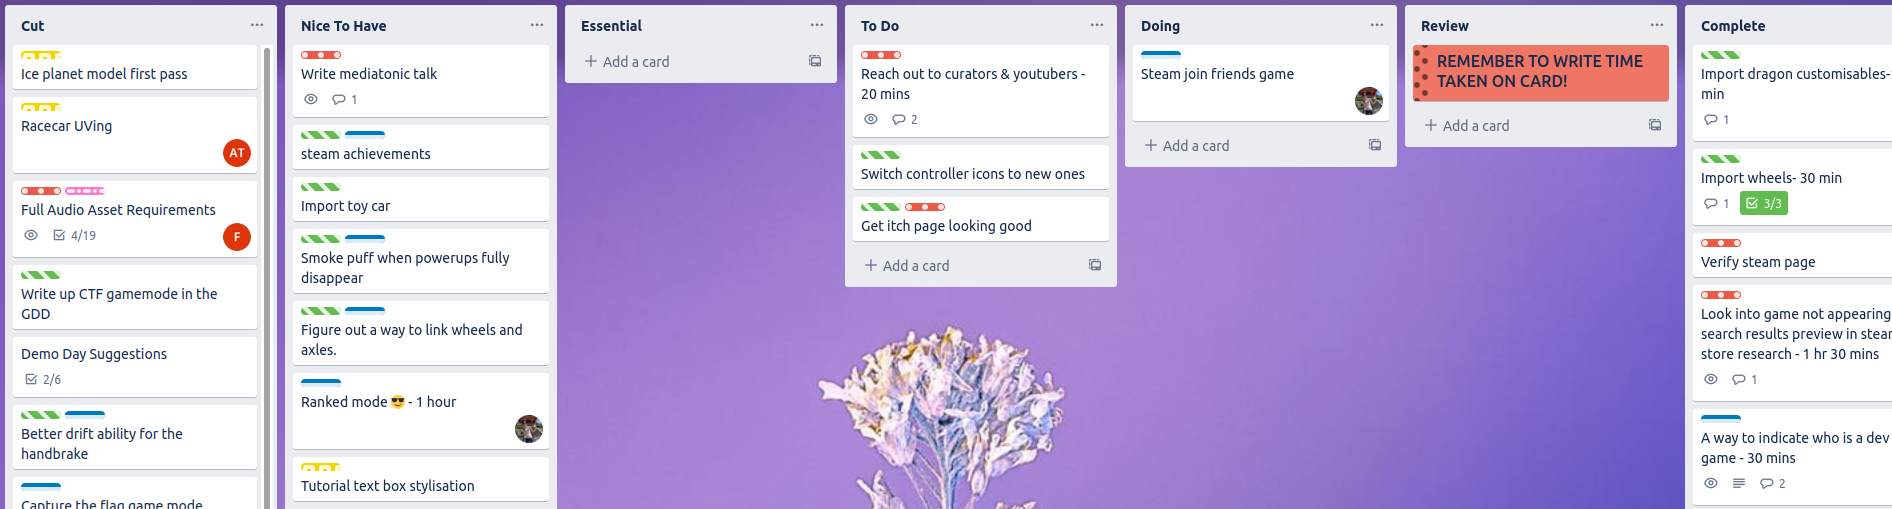 Cut
Ice planet model first pass
Racecar UVing
AT
Full Audio Asset Requirements
4/19
F
Write up CTF gamemode in the
GDD
Demo Day Suggestions
2/6
Better drift ability for the
handbrake
Capture the flag game mode
Nice To Have
Write mediatonic talk
1
steam achievements
Import toy car
Smoke puff when powerups fully
disappear
Figure out a way to link wheels and
axles.
Ranked mode 😎 - 1 hour
Tutorial text box stylisation
Essential
+ Add a card
To Do
Reach out to curators & youtubers -
20 mins
2
Switch controller icons to new ones
Get itch page looking good
+ Add a card
Doing
Steam join friends game
+ Add a card
Review
REMEMBER TO WRITE TIME
TAKEN ON CARD!
+ Add a card
Complete
Import dragon customisables-
min
1
Import wheels- 30 min
1
3/3
Verify steam page
Look into game not appearing
search results preview in steam
store research - 1 hr 30 mins
1
A way to indicate who is a dev
game - 30 mins
2